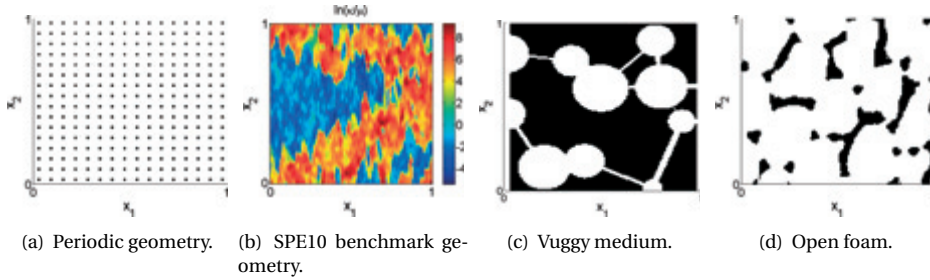 ln(κ/μ)
1
x₂
0
0
x₁
1
1
x₂
0
0
x₁
1
8
6
4
2
0
-2
-4
1
x₂
0
0
x₁
1
1
x₂
0
0
x₁
1
(a) Periodic geometry.
(b) SPE10 benchmark ge-
ometry.
(c) Vuggy medium.
(d) Open foam.